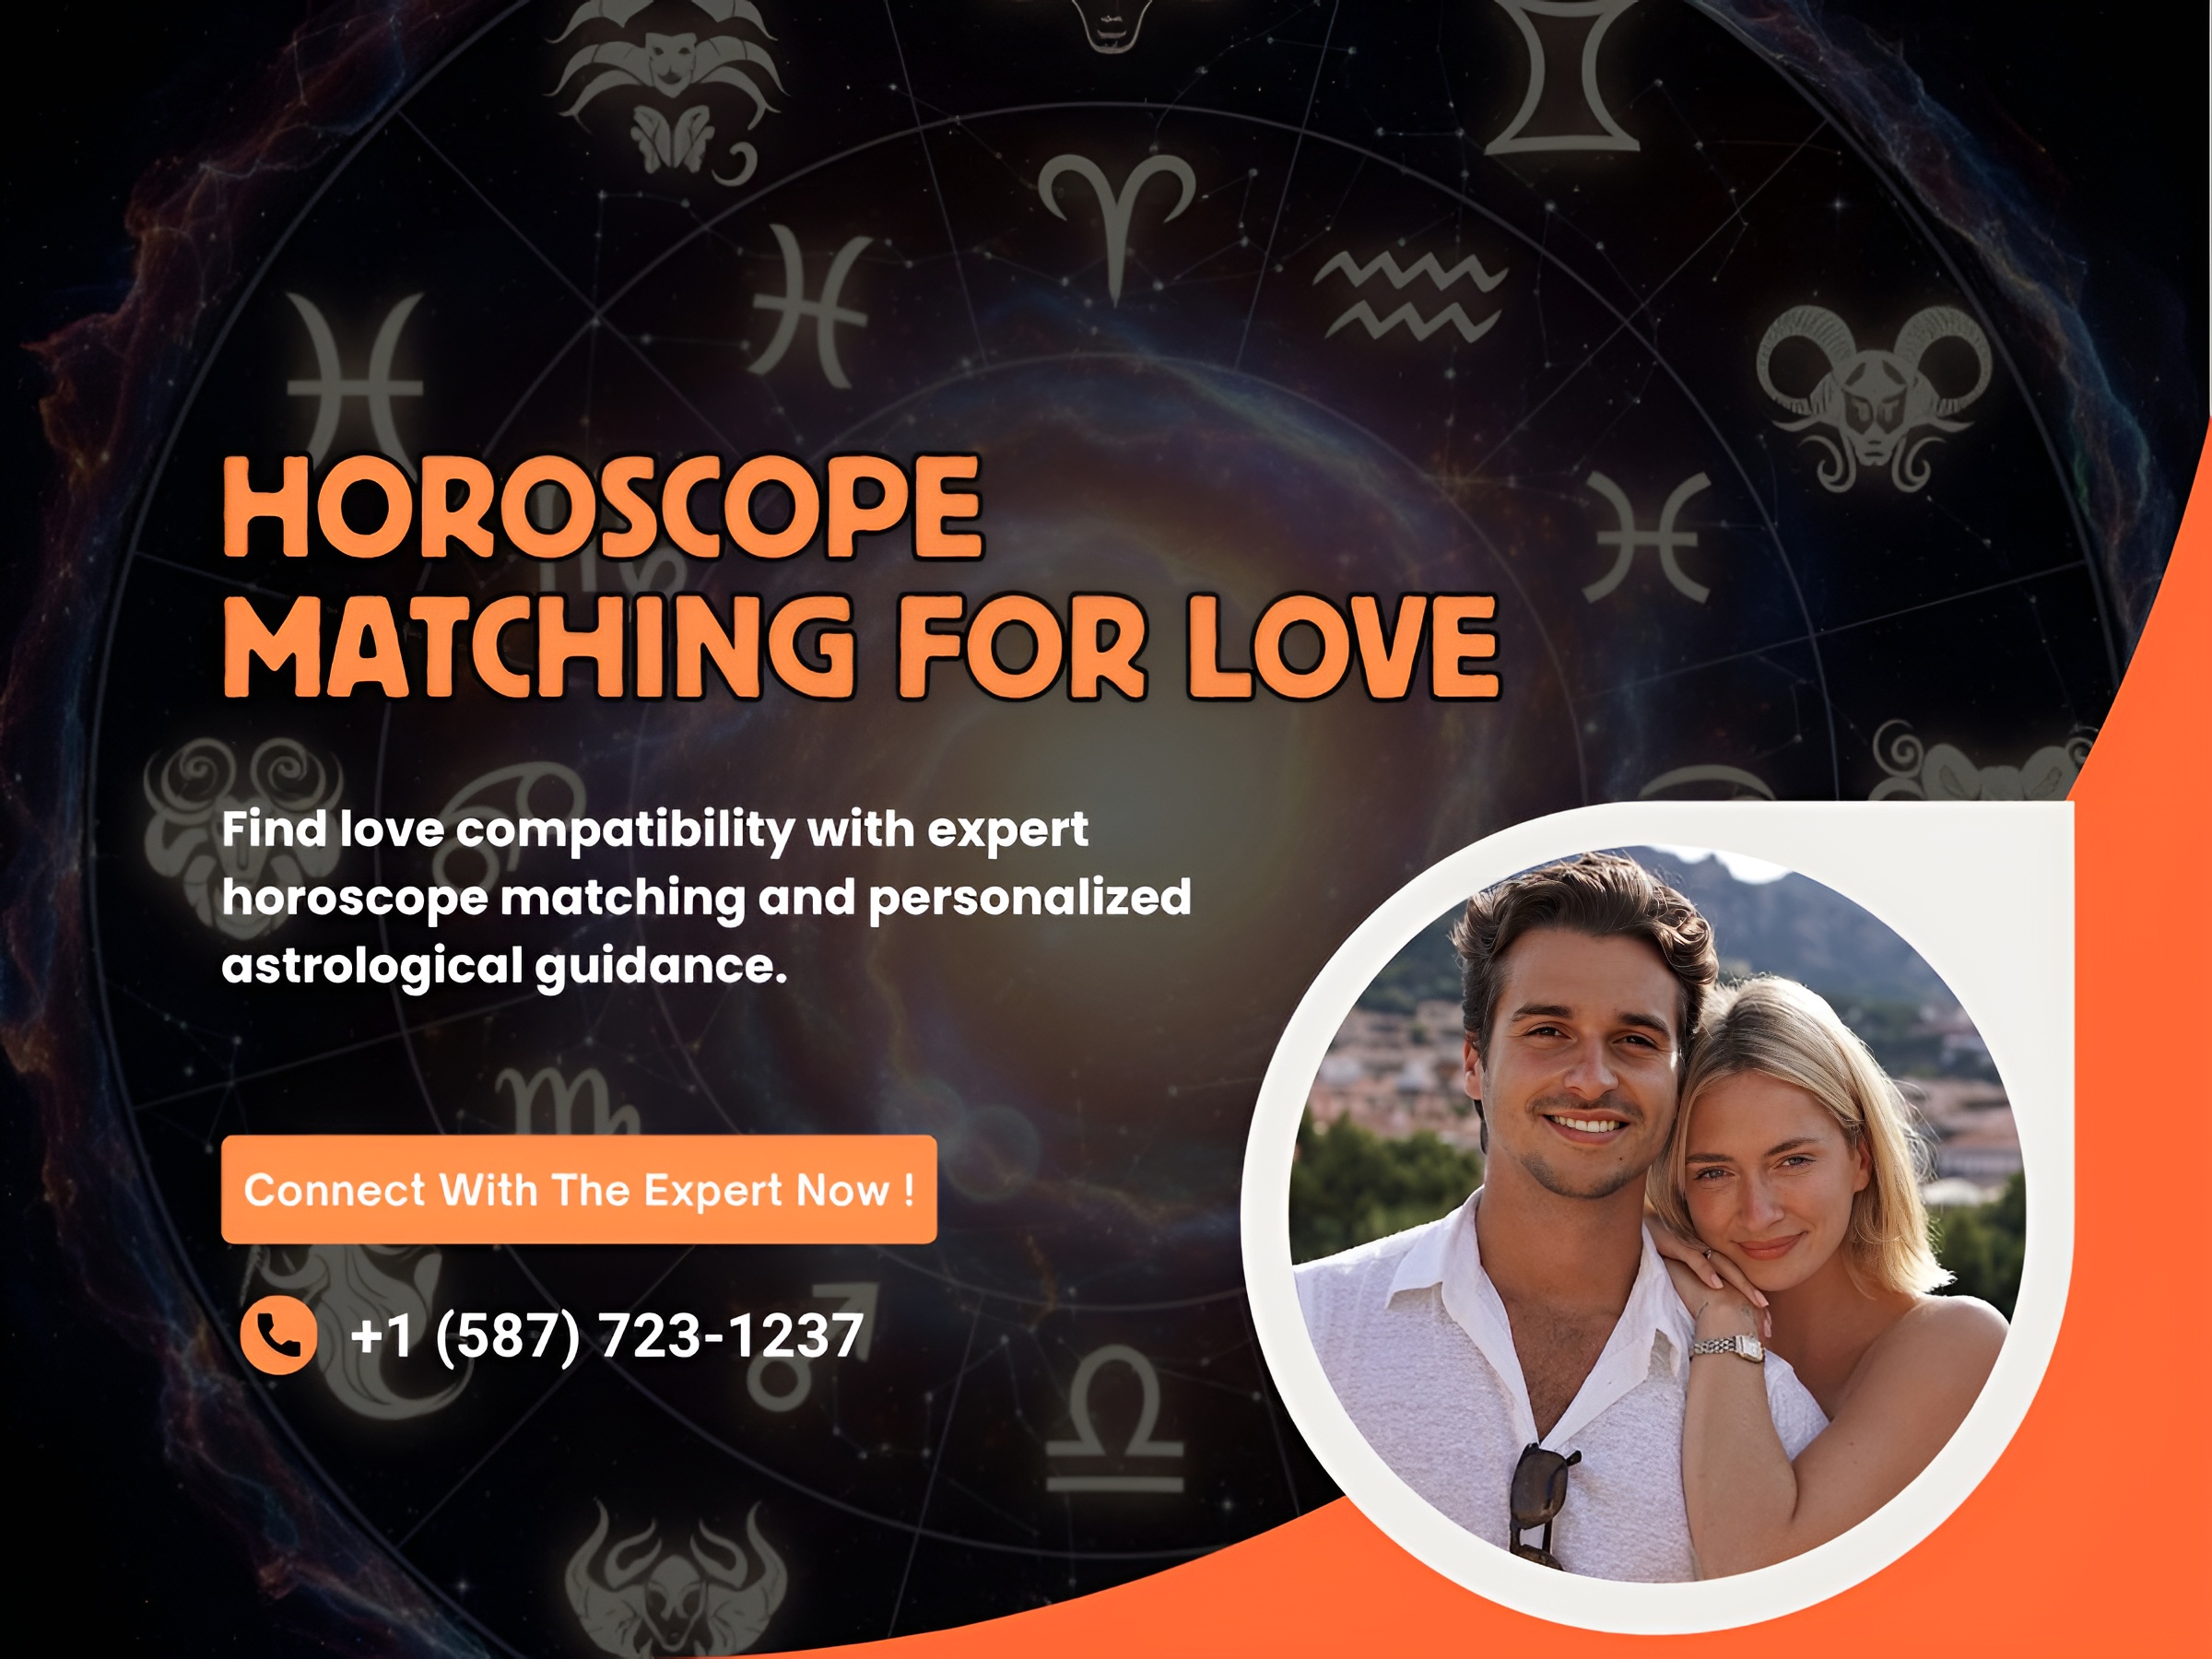 HOROSCOPE
MATCHING FOR LOVE
Find love compatibility with expert
horoscope matching and personalized
astrological guidance.
Connect With The Expert Now !
+1 (587) 723-1237